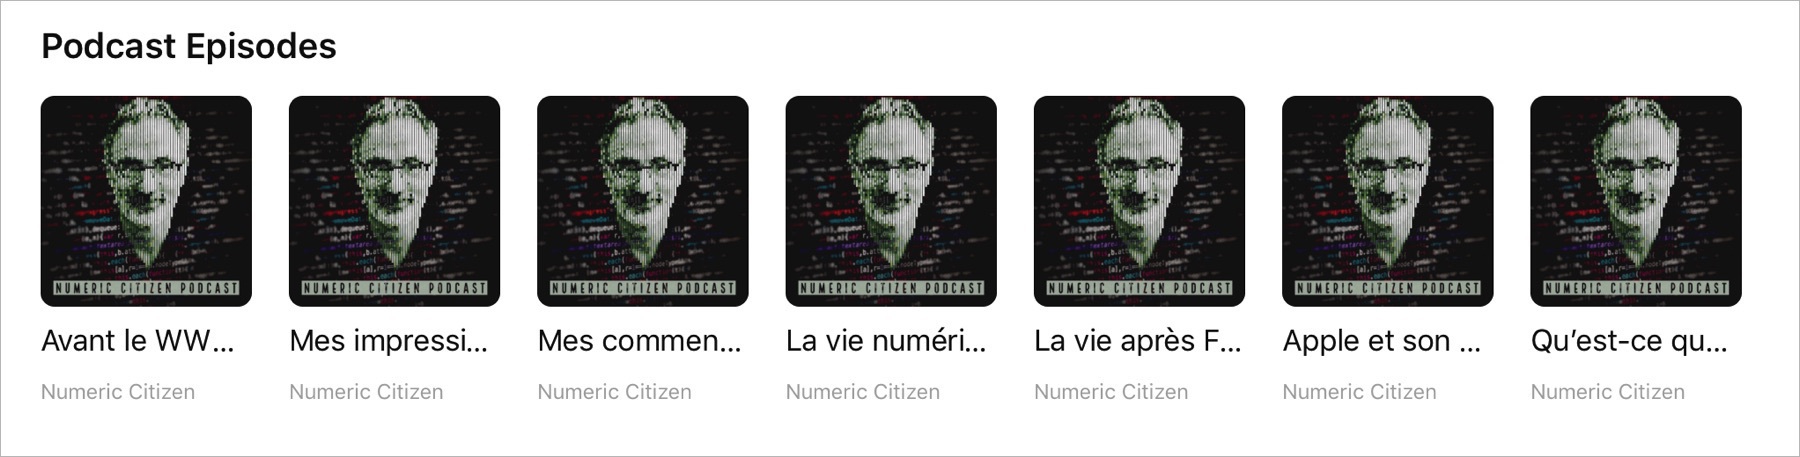 Podcast Episodes
NUMERIC CITIZEN PODCAST
NUMERIC CITIZEN PODCAST
NUMERIC CITIZEN PODCAST
NUMERIC CITIZEN PODCAST
NUMERIC CITIZEN PODCAST
NUMERIC CITIZEN PODCAST
NUMERIC CITIZEN PODCAST
Avant le WW...
Mes impressi...
Mes commen...
La vie numéri...
La vie après F...
Apple et son ...
Qu’est-ce qu...
Numeric Citizen
Numeric Citizen
Numeric Citizen
Numeric Citizen
Numeric Citizen
Numeric Citizen
Numeric Citizen